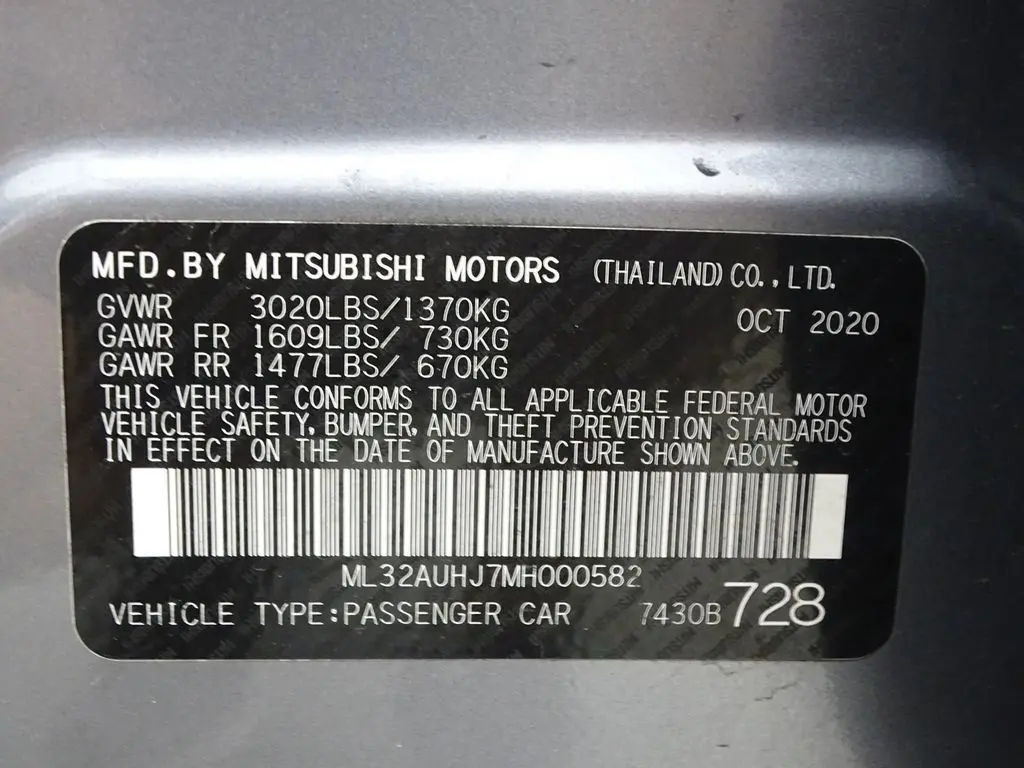 MFD.BY MITSUBISHI MOTORS (THAILAND) CO., LTD.
GVWR 3020LBS/1370KG OCT 2020
GAWR FR 1609LBS/ 730KG
GAWR RR 1477LBS/ 670KG
THIS VEHICLE CONFORMS TO ALL APPLICABLE FEDERAL MOTOR
VEHICLE SAFETY, BUMPER, AND THEFT PREVENTION STANDARDS
IN EFFECT ON THE DATE OF MANUFACTURE SHOWN ABOVE.
ML32AUHJ7MH000582
VEHICLE TYPE:PASSENGER CAR 7430B 728